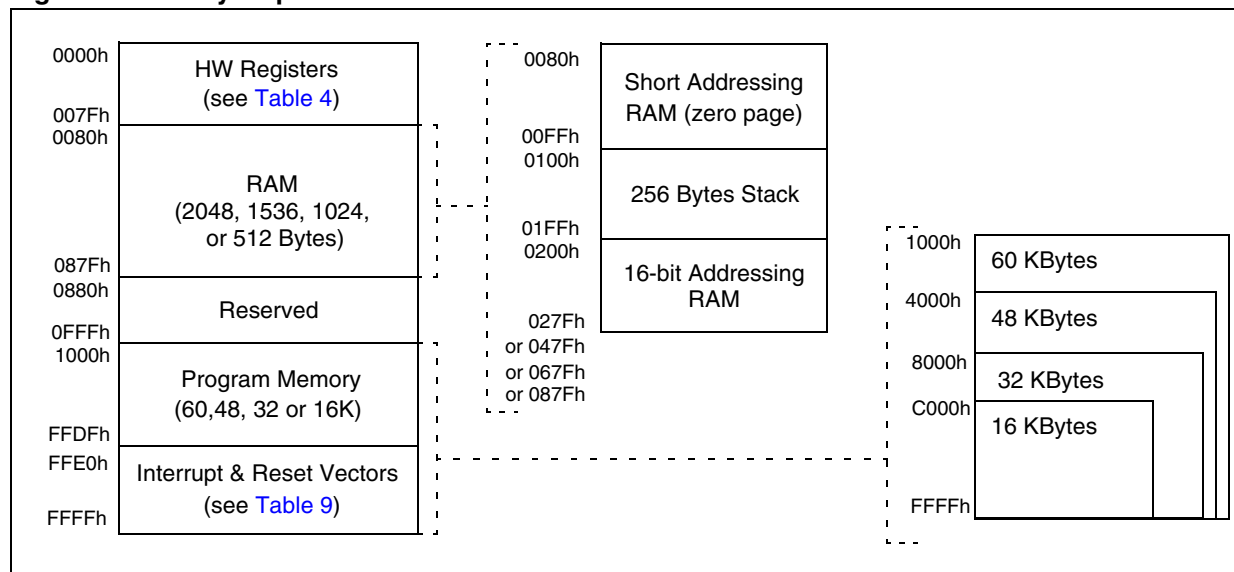 0000h
HW Registers
(see Table 4)
007Fh
0080h
RAM
(2048, 1536, 1024,
or 512 Bytes)
087Fh
0880h
Reserved
0FFFh
1000h
Program Memory
(60,48, 32 or 16K)
FFDFh
FFE0h
Interrupt & Reset Vectors
(see Table 9)
FFFFh
0080h
Short Addressing
RAM (zero page)
00FFh
0100h
256 Bytes Stack
01FFh
0200h
16-bit Addressing
RAM
027Fh
or 047Fh
or 067Fh
or 087Fh
1000h
60 KBytes
4000h
48 KBytes
8000h
32 KBytes
C000h
16 KBytes
FFFFh